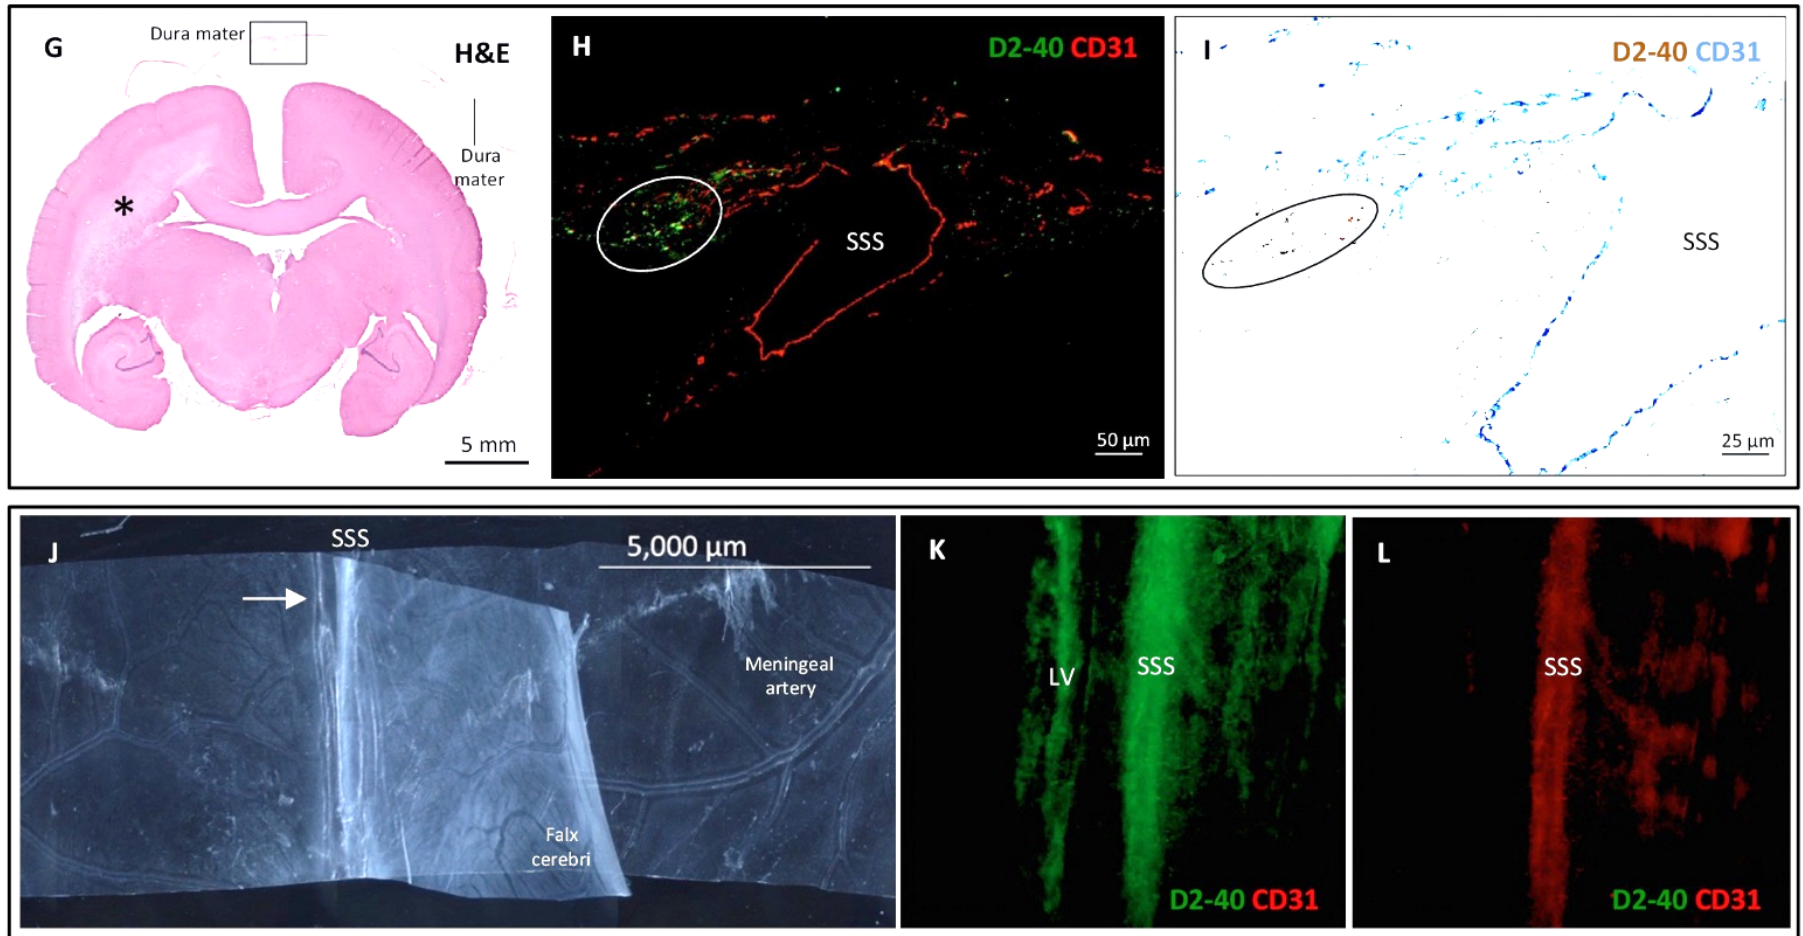 G
Dura mater
H&E
Dura
mater
*
5 mm
H
D2-40 CD31
SSS
50 µm
I
D2-40 CD31
SSS
25 µm
J
SSS
5,000 µm
Meningeal
artery
Falx
cerebri
K
LV
SSS
D2-40 CD31
L
SSS
D2-40 CD31